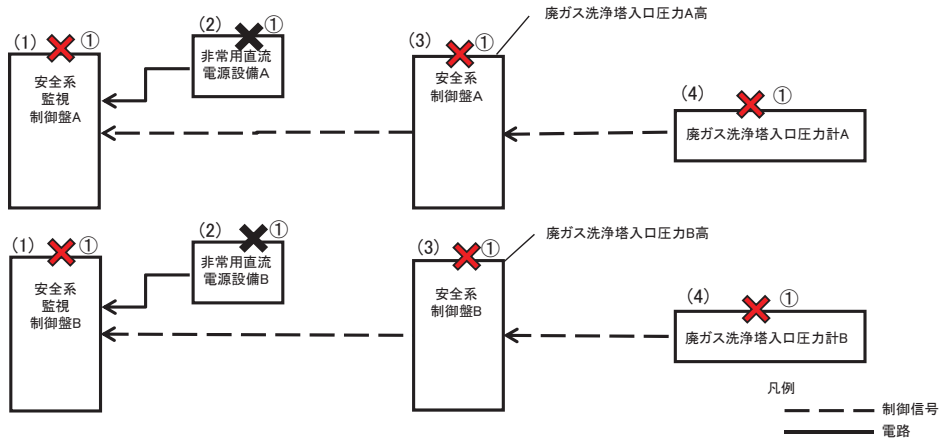 廃ガス洗浄塔入口圧力A高
(1) ①
(2) ①
(3) ①
非常用直流
電源設備A
安全系
監視
制御盤A
安全系
制御盤A
(4) ①
廃ガス洗浄塔入口圧力計A
廃ガス洗浄塔入口圧力B高
(1) ①
(2) ①
(3) ①
非常用直流
電源設備B
安全系
監視
制御盤B
安全系
制御盤B
(4) ①
廃ガス洗浄塔入口圧力計B
凡例
制御信号
電路